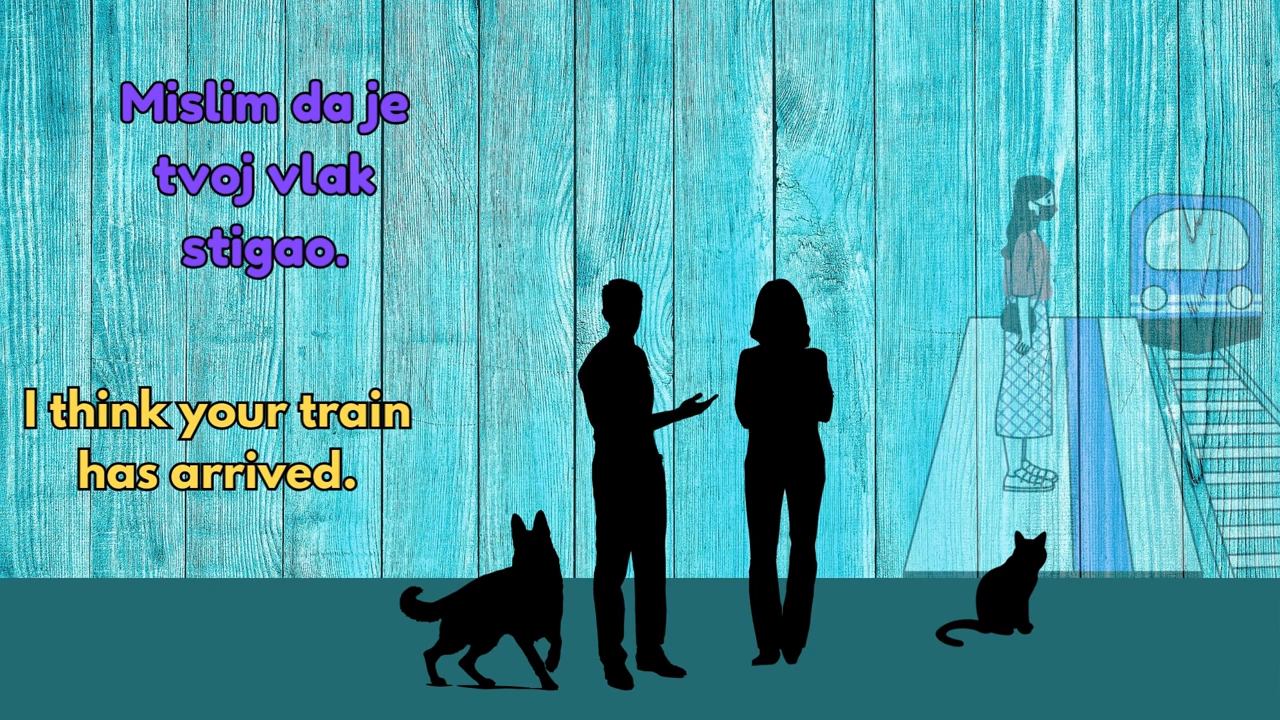 Mislim da je
tvoj vlak
stigao.
I think your train
has arrived.